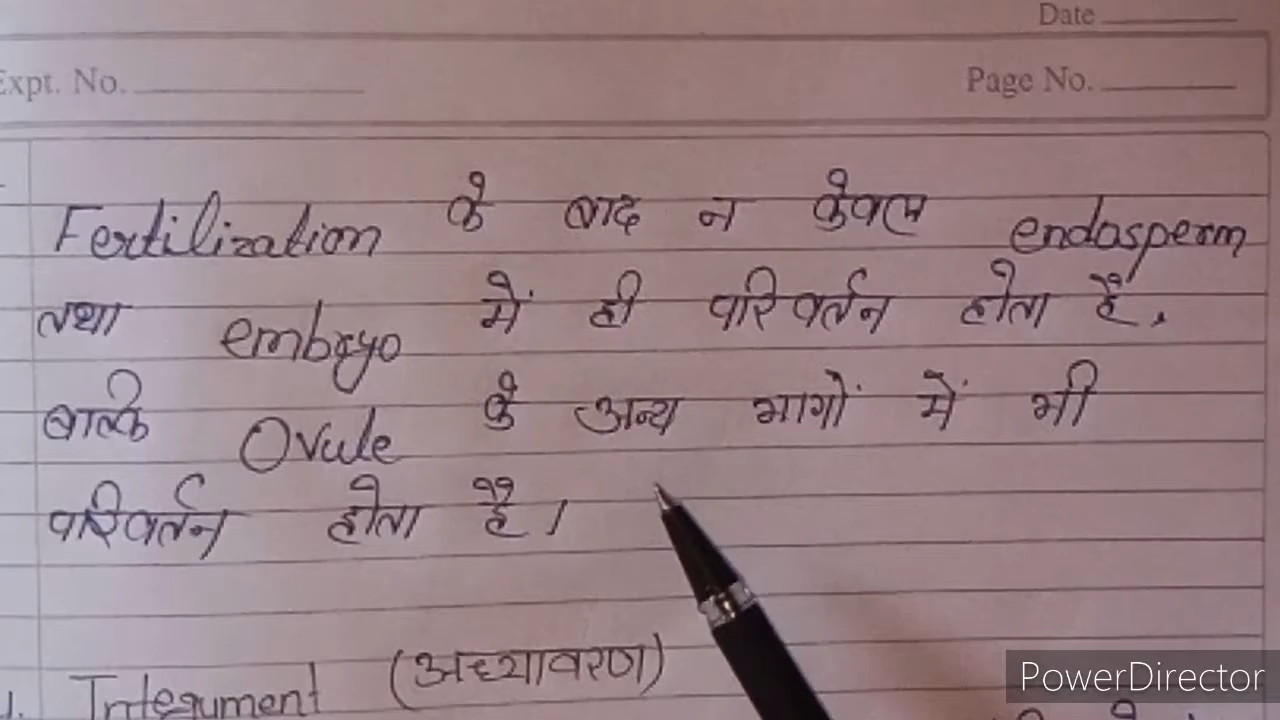 Date
Expt. No.
Page No.
Fertilization के बाद न केवल endosperm
तथा embryo में ही परिवर्तन होता है,
बल्कि Ovule के अन्य भागों में भी
परिवर्तन होता है।
1. Integument (अध्यावरण)
PowerDirector